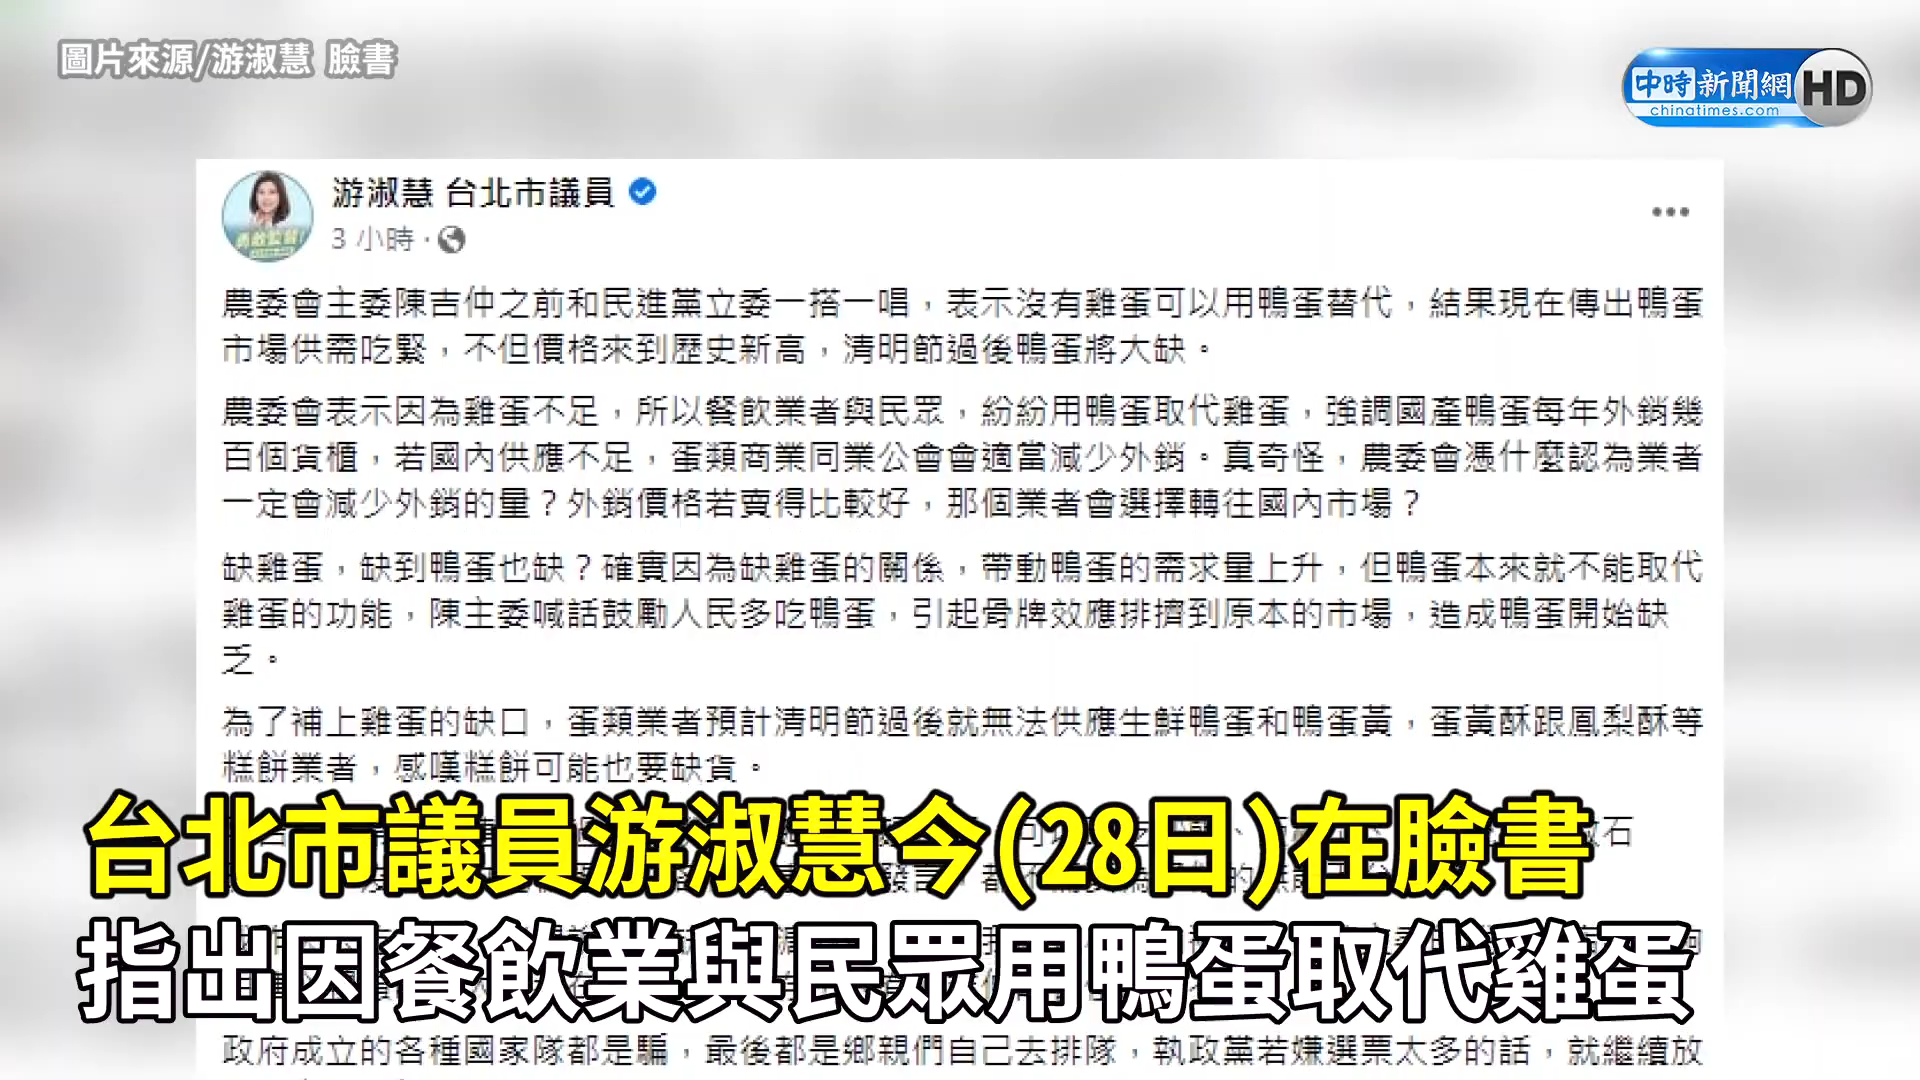 圖片來源/游淑慧 臉書
中時新聞網HD
chinatimes.com
游淑慧 台北市議員
3 小時·
農委會主委陳吉仲之前和民進黨立委一搭一唱，表示沒有雞蛋可以用鴨蛋替代，結果現在傳出鴨蛋
市場供需吃緊，不但價格來到歷史新高，清明節過後鴨蛋將大缺。
農委會表示因為雞蛋不足，所以餐飲業者與民眾，紛紛用鴨蛋取代雞蛋，強調國產鴨蛋每年外銷幾
百個貨櫃，若國內供應不足，蛋類商業同業公會會適當減少外銷。真奇怪，農委會憑什麼認為業者
一定會減少外銷的量？外銷價格若賣得比較好，那個業者會選擇轉往國內市場？
缺雞蛋，缺到鴨蛋也缺？確實因為缺雞蛋的關係，帶動鴨蛋的需求量上升，但鴨蛋本來就不能取代
雞蛋的功能，陳主委喊話鼓勵人民多吃鴨蛋，引起骨牌效應排擠到原本的市場，造成鴨蛋開始缺
乏。
為了補上雞蛋的缺口，蛋類業者預計清明節過後就無法供應生鮮鴨蛋和鴨蛋黃，蛋黃酥跟鳳梨酥等
糕餅業者，感嘆糕餅可能也要缺貨。
台北市議員游淑慧今(28日)在臉書
指出因餐飲業與民眾用鴨蛋取代雞蛋
政府成立的各種國家隊都是騙，最後都是鄉親們自己去排隊，執政黨若嫌選票太多的話，就繼續放